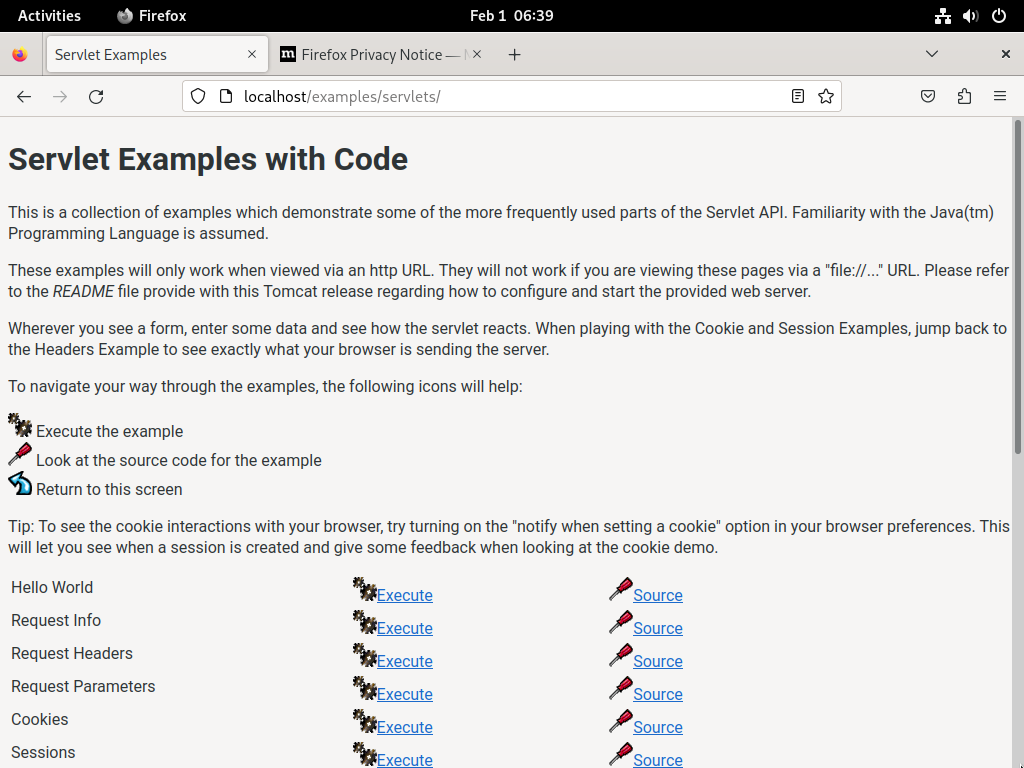 Activities Firefox Feb 1 06:39
Servlet Examples Firefox Privacy Notice —
localhost/examples/servlets/
Servlet Examples with Code
This is a collection of examples which demonstrate some of the more frequently used parts of the Servlet API. Familiarity with the Java(tm)
Programming Language is assumed.
These examples will only work when viewed via an http URL. They will not work if you are viewing these pages via a "file://..." URL. Please refer
to the README file provide with this Tomcat release regarding how to configure and start the provided web server.
Wherever you see a form, enter some data and see how the servlet reacts. When playing with the Cookie and Session Examples, jump back to
the Headers Example to see exactly what your browser is sending the server.
To navigate your way through the examples, the following icons will help:
Execute the example
Look at the source code for the example
Return to this screen
Tip: To see the cookie interactions with your browser, try turning on the "notify when setting a cookie" option in your browser preferences. This
will let you see when a session is created and give some feedback when looking at the cookie demo.
Hello World Execute Source
Request Info Execute Source
Request Headers Execute Source
Request Parameters Execute Source
Cookies Execute Source
Sessions Execute Source